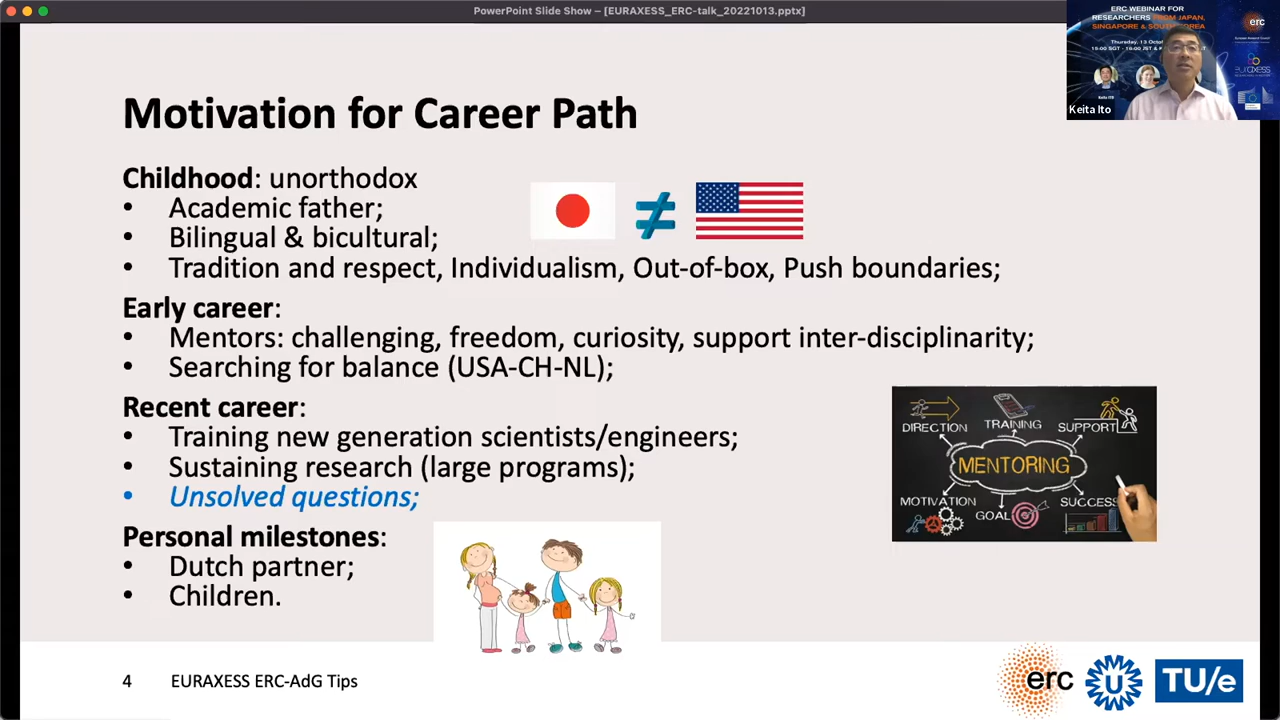 PowerPoint Slide Show – [EURAXESS_ERC-talk_20221013.pptx]
ERC WEBINAR FOR
RESEARCHERS FROM JAPAN,
SINGAPORE & SOUTH KOREA
Thursday, 13
erc
euraxess
Keita Ito
Motivation for Career Path
Childhood: unorthodox
• Academic father;
• Bilingual & bicultural;
• Tradition and respect, Individualism, Out-of-box, Push boundaries;
≠
Early career:
• Mentors: challenging, freedom, curiosity, support inter-disciplinarity;
• Searching for balance (USA-CH-NL);
Recent career:
• Training new generation scientists/engineers;
• Sustaining research (large programs);
• Unsolved questions;
DIRECTION
TRAINING
SUPPORT
MENTORING
MOTIVATION
GOAL
SUCCESS
Personal milestones:
• Dutch partner;
• Children.
4 EURAXESS ERC-AdG Tips
erc
U
TU/e